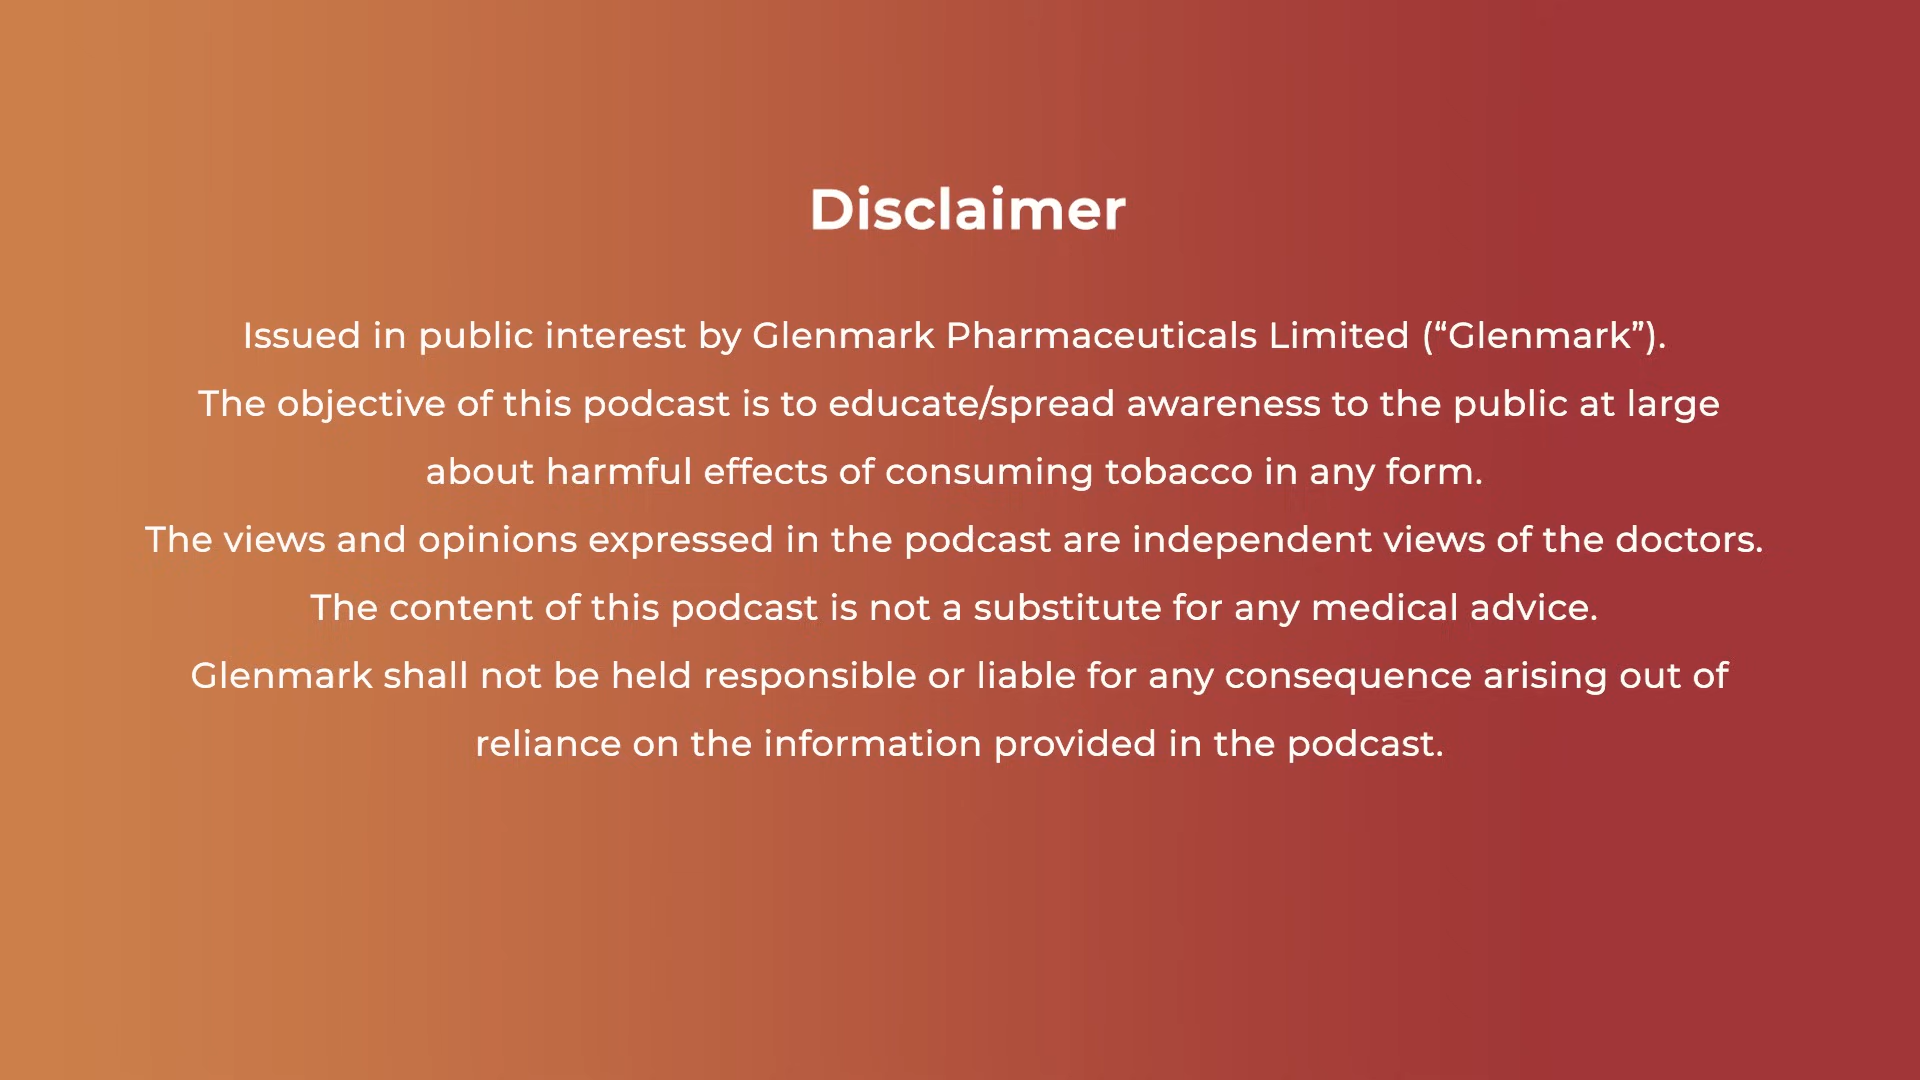 Disclaimer
Issued in public interest by Glenmark Pharmaceuticals Limited (“Glenmark”).
The objective of this podcast is to educate/spread awareness to the public at large
about harmful effects of consuming tobacco in any form.
The views and opinions expressed in the podcast are independent views of the doctors.
The content of this podcast is not a substitute for any medical advice.
Glenmark shall not be held responsible or liable for any consequence arising out of
reliance on the information provided in the podcast.